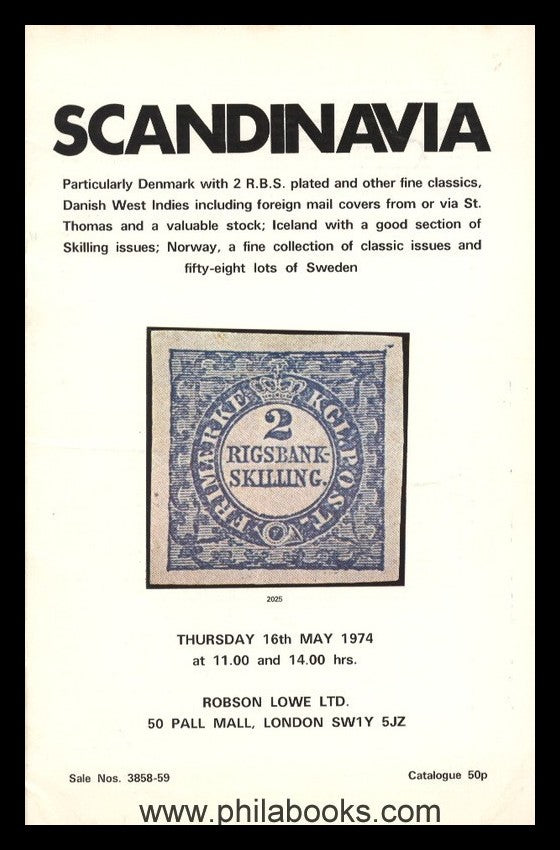 SCANDINAVIA
Particularly Denmark with 2 R.B.S. plated and other fine classics,
Danish West Indies including foreign mail covers from or via St.
Thomas and a valuable stock; Iceland with a good section of
Skilling issues; Norway, a fine collection of classic issues and
fifty-eight lots of Sweden
KGL.POST.
FRIMARKE
2
RIGSBANK-
SKILLING.
2025
THURSDAY 16th MAY 1974
at 11.00 and 14.00 hrs.
ROBSON LOWE LTD.
50 PALL MALL, LONDON SW1Y 5JZ
Sale Nos. 3858-59
Catalogue 50p
www.philabooks.com